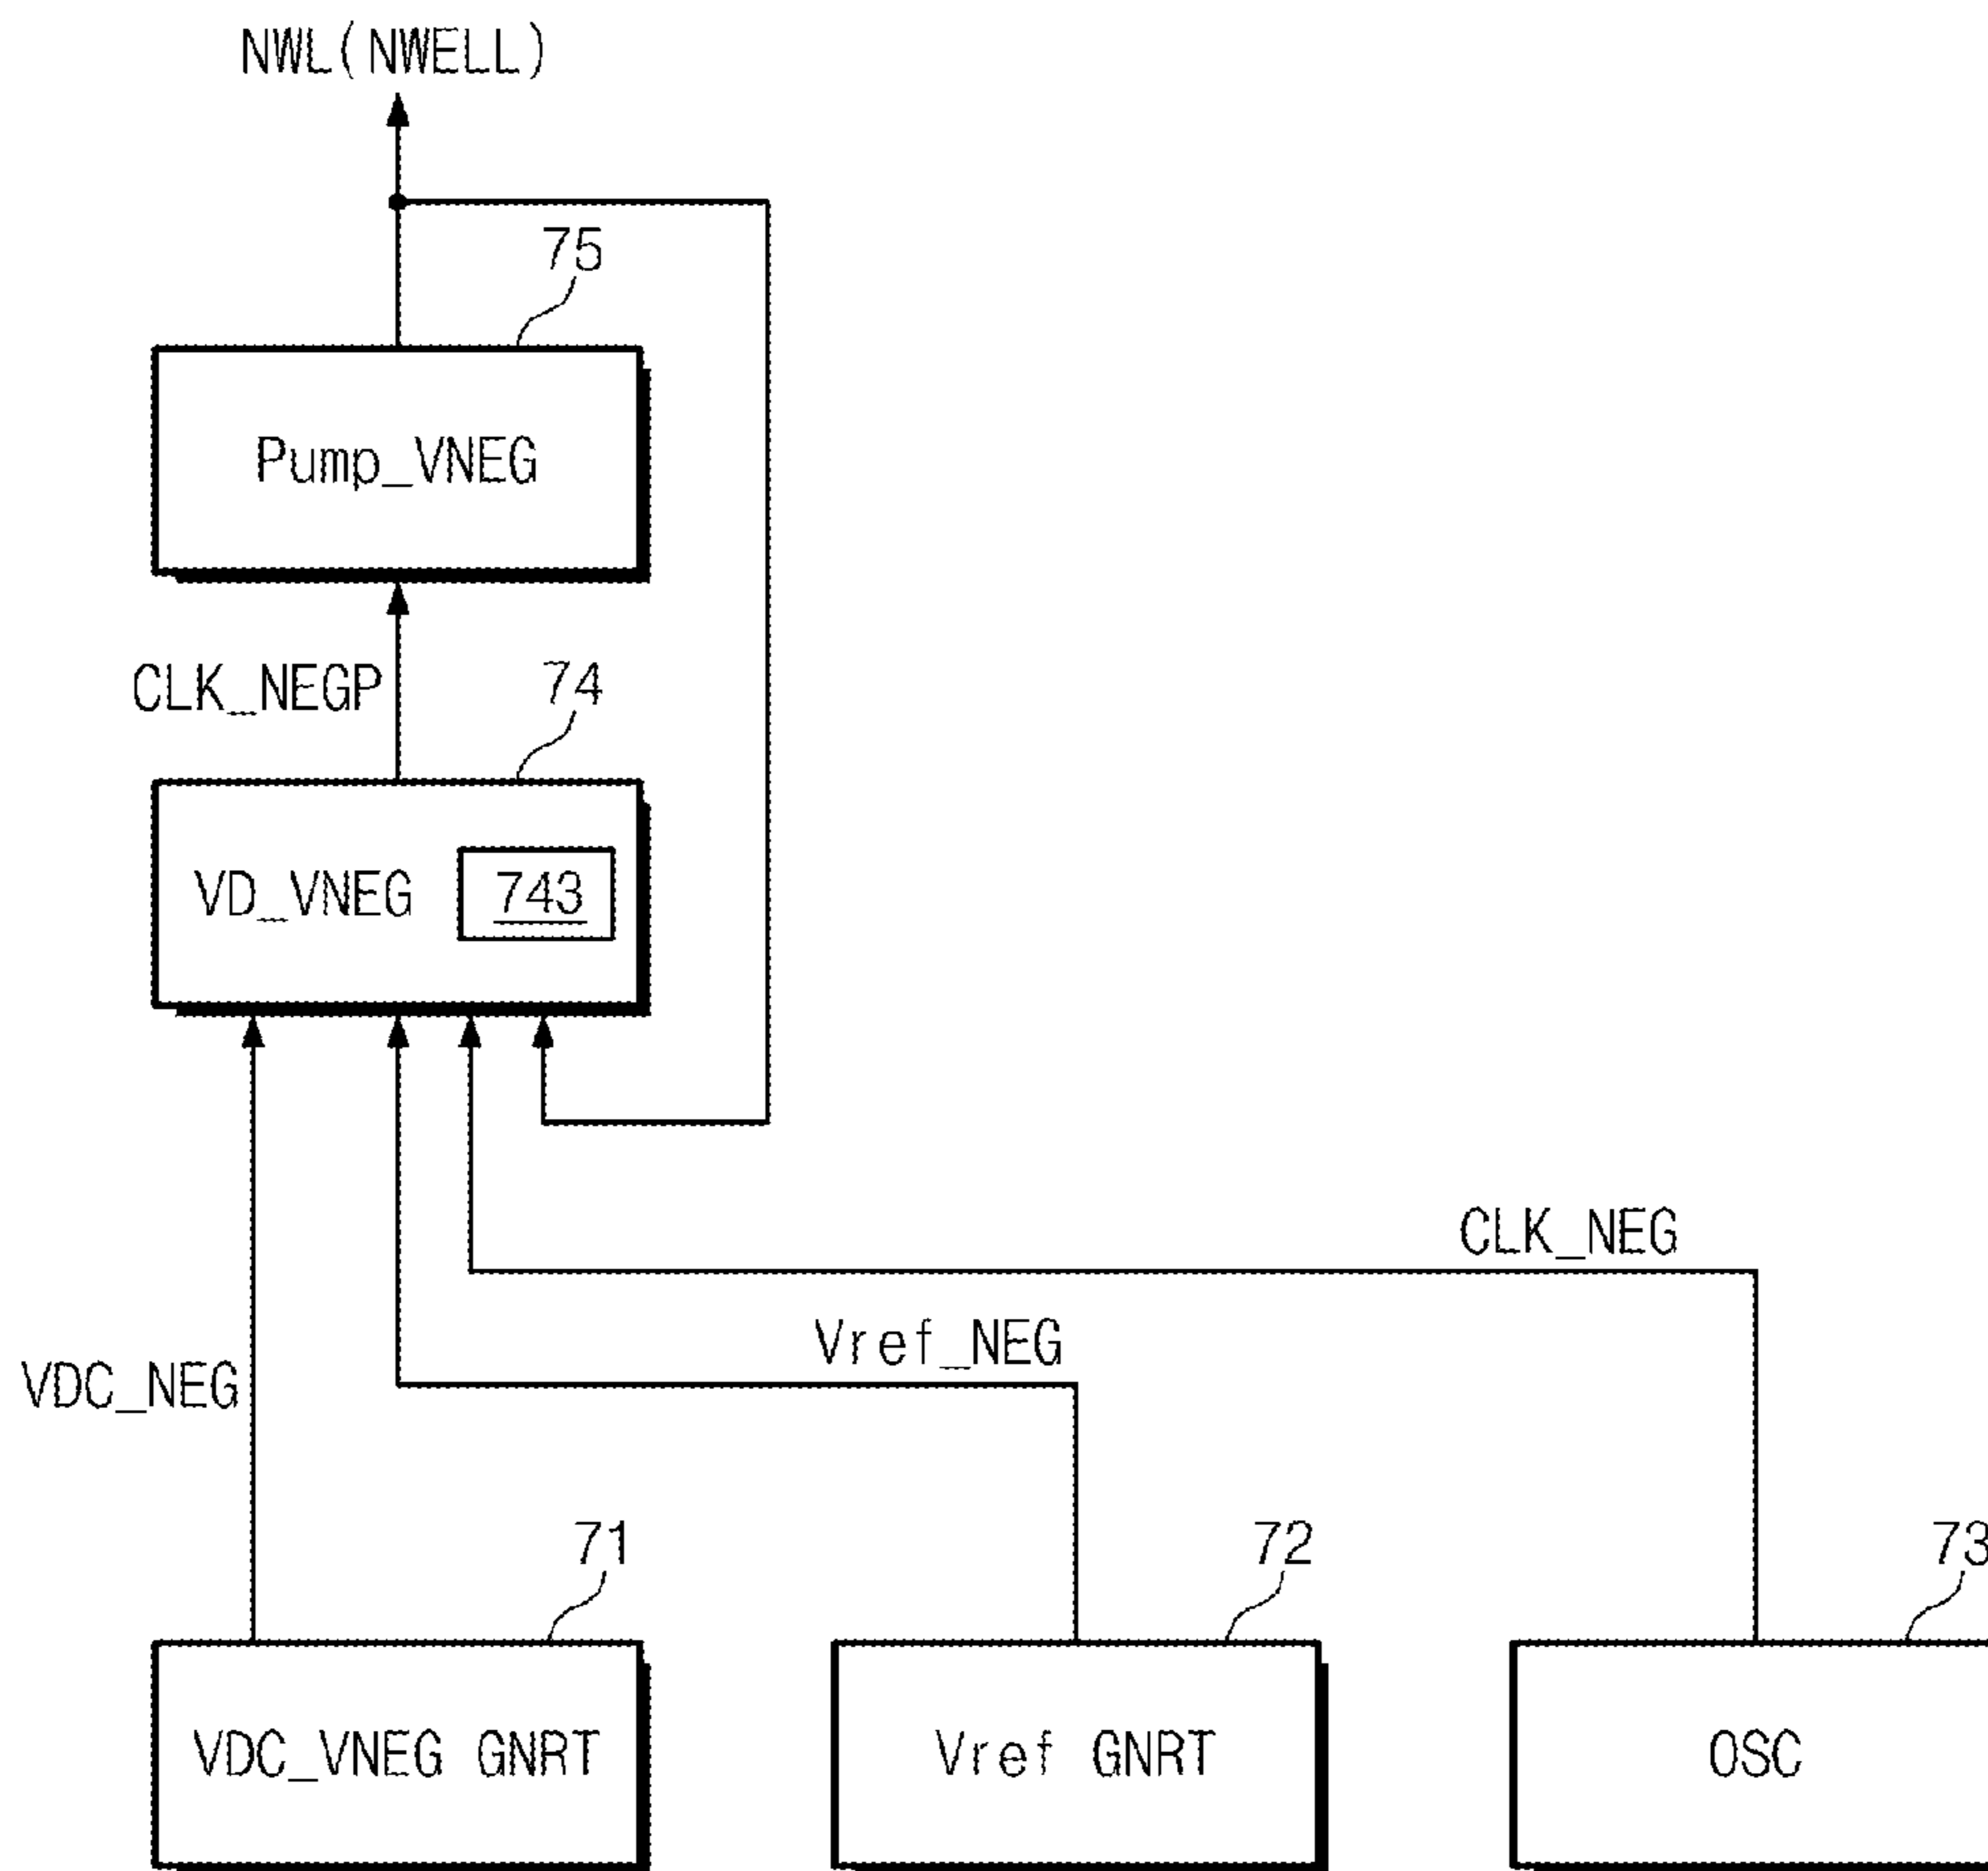 NWL(NWELL)
75
Pump_VNEG
CLK_NEGP
74
VD_VNEG
743
CLK_NEG
Vref_NEG
VDC_NEG
71
72
73
VDC_VNEG GNRT
Vref GNRT
OSC